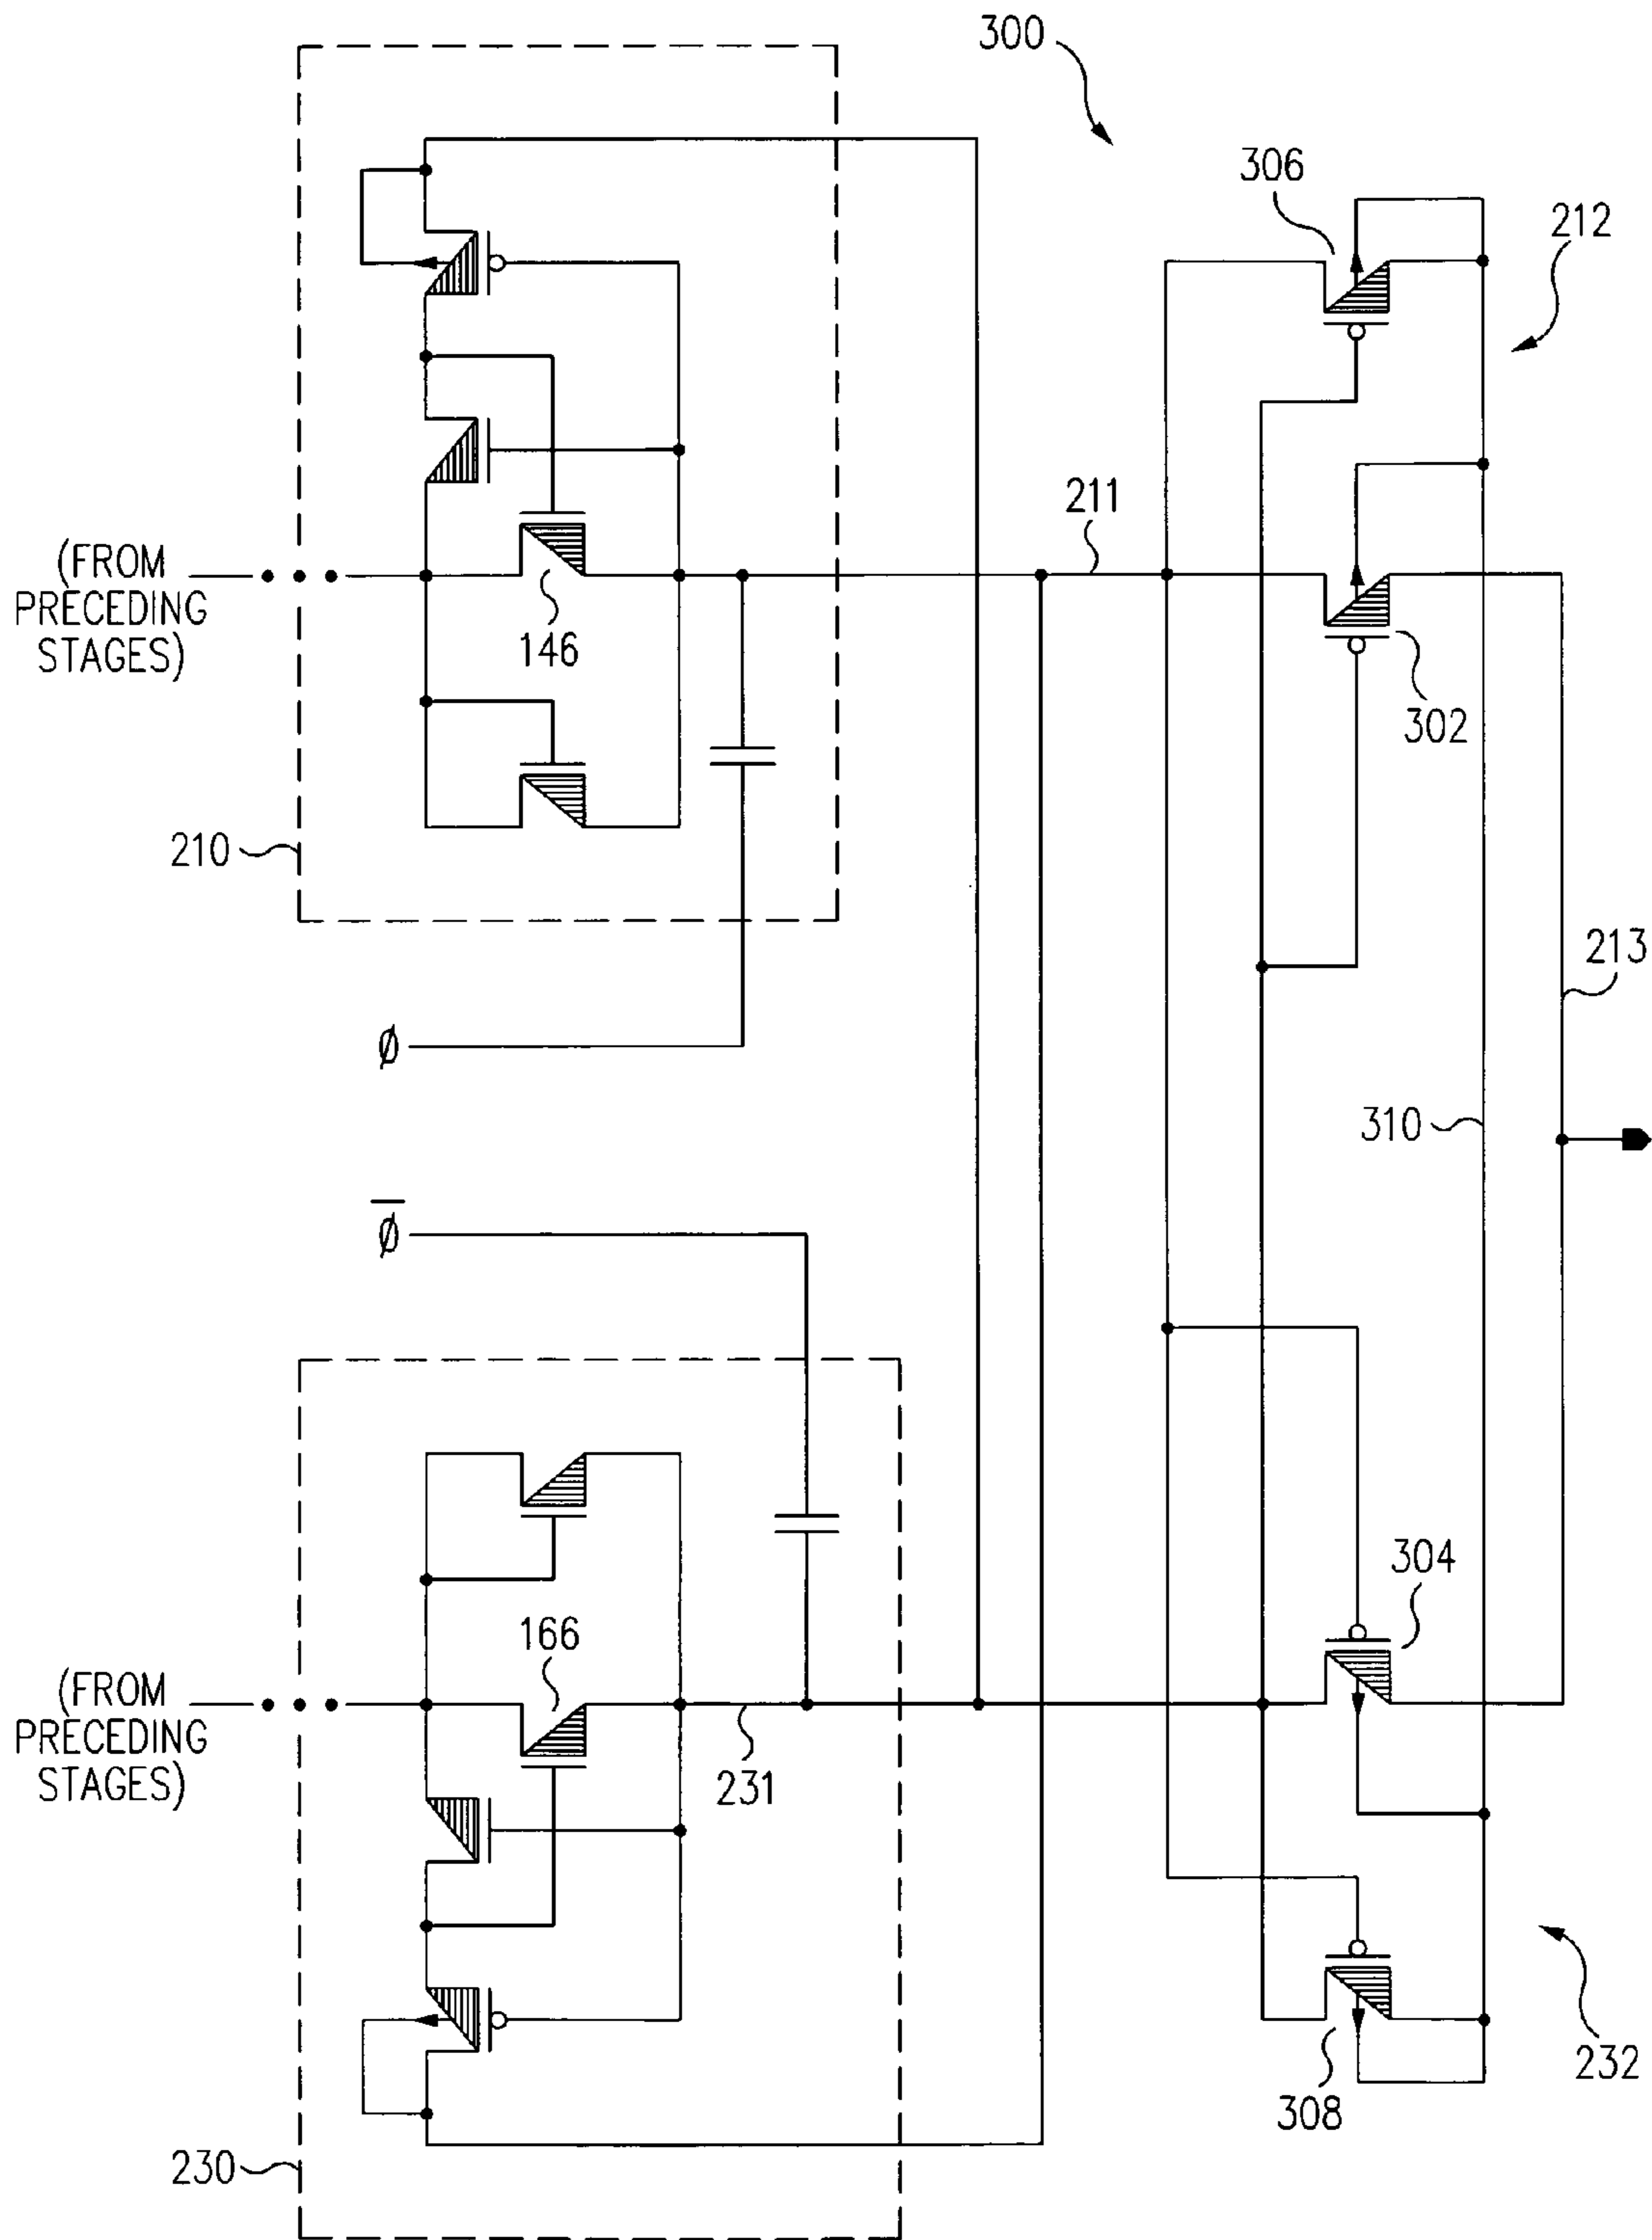 300
306
212
211
(FROM
PRECEDING
STAGES)
146
302
210
213
Ø
310
Ø̅
304
166
(FROM
PRECEDING
STAGES)
231
232
308
230